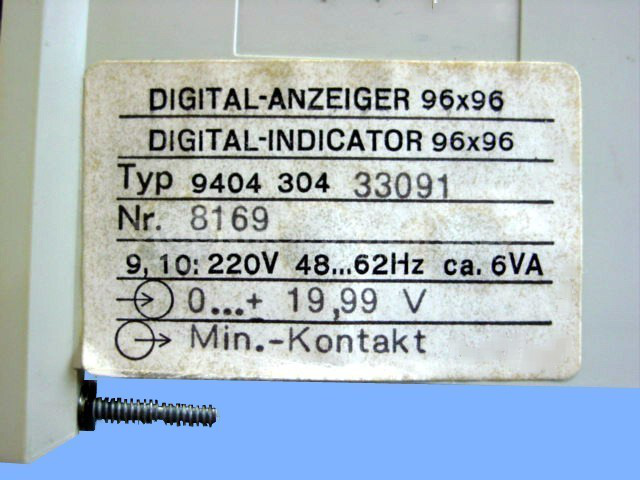 DIGITAL-ANZEIGER 96x96
DIGITAL-INDICATOR 96x96
Typ 9404 304 33091
Nr. 8169
9, 10: 220V 48...62Hz ca. 6VA
0...+ 19,99 V
Min.-Kontakt